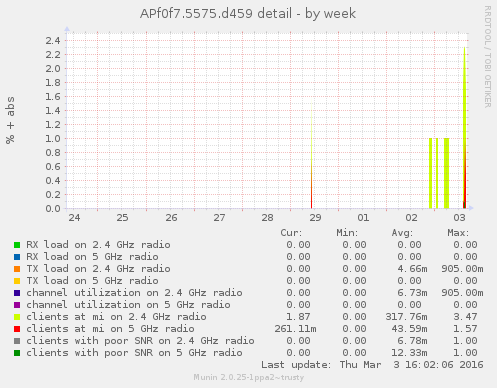 APf0f7.5575.d459 detail - by week
RRDTOOL / TOBI OETIKER
% + abs
2.4
2.2
2.0
1.8
1.6
1.4
1.2
1.0
0.8
0.6
0.4
0.2
0.0
24 25 26 27 28 29 01 02 03
Cur: Min: Avg: Max:
RX load on 2.4 GHz radio 0.00 0.00 0.00 0.00
RX load on 5 GHz radio 0.00 0.00 0.00 0.00
TX load on 2.4 GHz radio 0.00 0.00 4.66m 905.00m
TX load on 5 GHz radio 0.00 0.00 0.00 0.00
channel utilization on 2.4 GHz radio 0.00 0.00 6.73m 905.00m
channel utilization on 5 GHz radio 0.00 0.00 0.00 0.00
clients at mi on 2.4 GHz radio 1.87 0.00 317.76m 3.47
clients at mi on 5 GHz radio 261.11m 0.00 43.59m 1.57
clients with poor SNR on 2.4 GHz radio 0.00 0.00 6.78m 1.00
clients with poor SNR on 5 GHz radio 0.00 0.00 12.33m 1.00
Last update: Thu Mar 3 16:02:06 2016
Munin 2.0.25-1ppa2~trusty